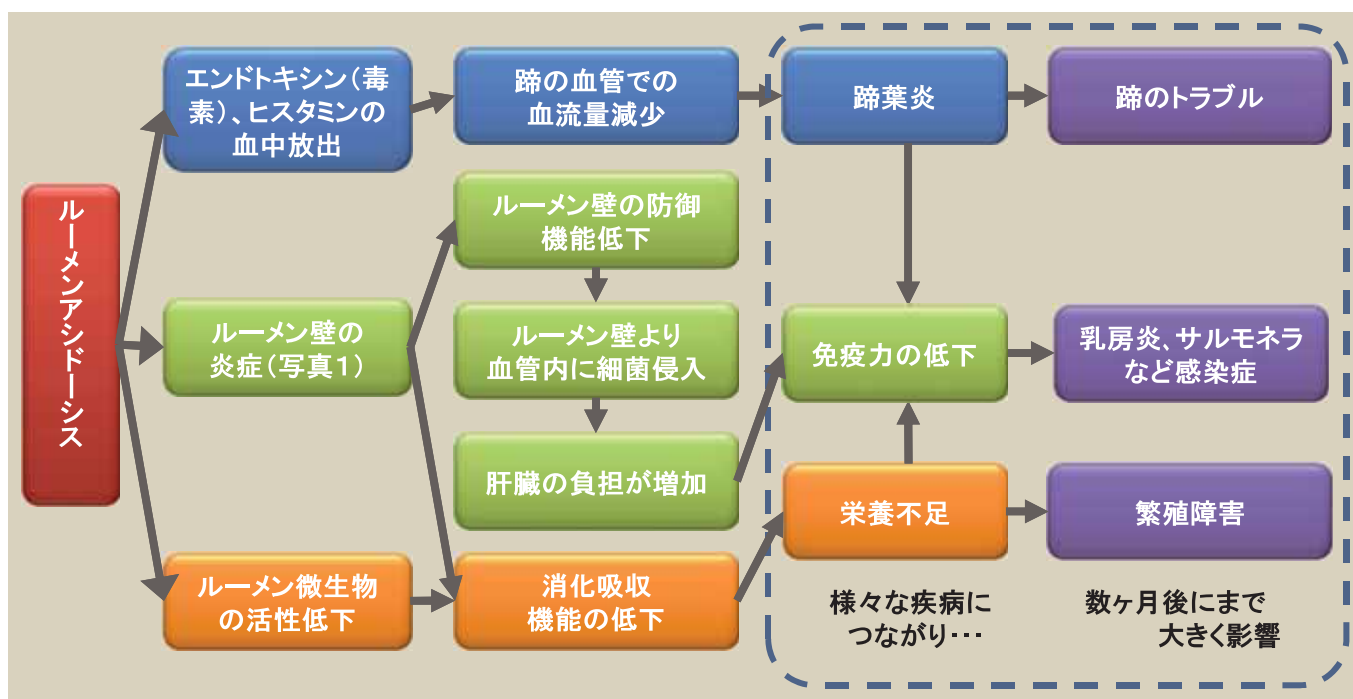 ルーメンアシドーシス
エンドトキシン(毒
素)、ヒスタミンの
血中放出
蹄の血管での
血流量減少
蹄葉炎
蹄のトラブル
ルーメン壁の防御
機能低下
ルーメン壁の
炎症(写真1)
ルーメン壁より
血管内に細菌侵入
免疫力の低下
乳房炎、サルモネラ
など感染症
肝臓の負担が増加
栄養不足
繁殖障害
ルーメン微生物
の活性低下
消化吸収
機能の低下
様々な疾病に
つながり･･･
数ヶ月後にまで
大きく影響